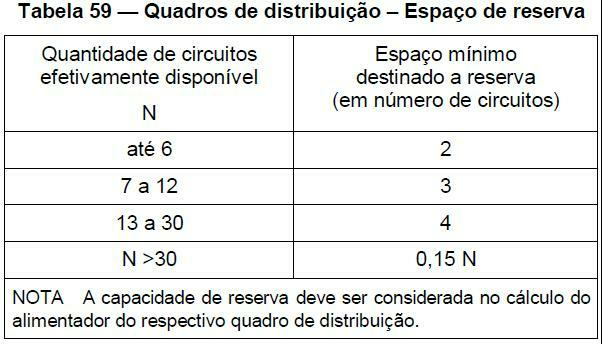 Tabela 59 — Quadros de distribuição – Espaço de reserva
Quantidade de circuitos
efetivamente disponível
N
Espaço mínimo
destinado a reserva
(em número de circuitos)
até 6
2
7 a 12
3
13 a 30
4
N >30
0,15 N
NOTA A capacidade de reserva deve ser considerada no cálculo do
alimentador do respectivo quadro de distribuição.